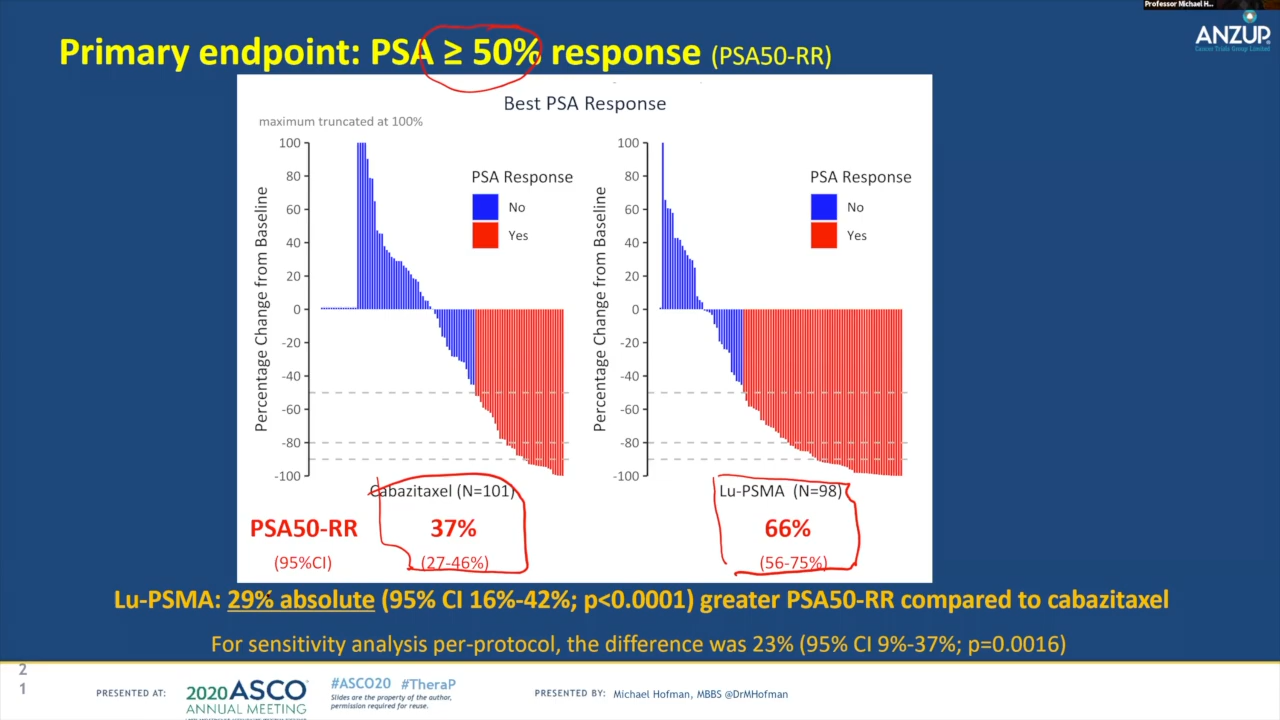 Professor Michael H...
ANZUP
Cancer Trials Group Limited
Primary endpoint: PSA ≥ 50% response (PSA50-RR)
Best PSA Response
maximum truncated at 100%
Percentage Change from Baseline
100
80
60
40
20
0
-20
-40
-60
-80
-100
PSA Response
No
Yes
Cabazitaxel (N=101)
Percentage Change from Baseline
100
80
60
40
20
0
-20
-40
-60
-80
-100
PSA Response
No
Yes
Lu-PSMA (N=98)
PSA50-RR 37% 66%
(95%CI) (27-46%) (56-75%)
Lu-PSMA: 29% absolute (95% CI 16%-42%; p<0.0001) greater PSA50-RR compared to cabazitaxel
For sensitivity analysis per-protocol, the difference was 23% (95% CI 9%-37%; p=0.0016)
2
1
PRESENTED AT:
2020 ASCO
ANNUAL MEETING
#ASCO20 #TheraP
Slides are the property of the author,
permission required for reuse.
PRESENTED BY: Michael Hofman, MBBS @DrMHofman